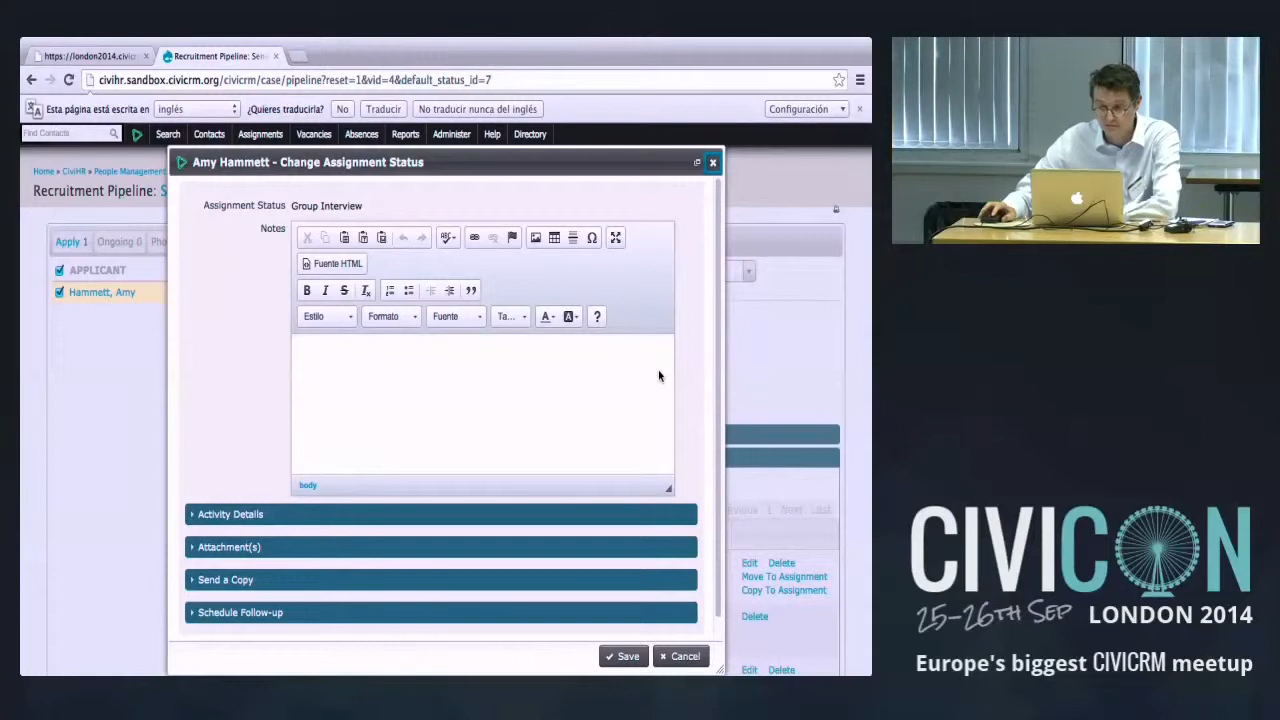 https://london2014.civicr
Recruitment Pipeline: Sen
civihr.sandbox.civicrm.org/civicrm/case/pipeline?reset=1&vid=4&default_status_id=7
Esta página está escrita en inglés ¿Quieres traducirla? No Traducir No traducir nunca del inglés Configuración
Find Contacts Search Contacts Assignments Vacancies Absences Reports Administer Help Directory
Amy Hammett - Change Assignment Status
Home » CiviHR » People Management
Recruitment Pipeline: S
Assignment Status Group Interview
Notes
Apply 1 Ongoing 0 Pho
APPLICANT
Hammett, Amy
Fuente HTML
Estilo Formato Fuente Ta...
body
Activity Details
Attachment(s)
Send a Copy
Schedule Follow-up
Next Last
Edit Delete
Move To Assignment
Copy To Assignment
Delete
Save Cancel
Edit Delete
CIVICON
25-26TH SEP LONDON 2014
Europe's biggest CIVICRM meetup